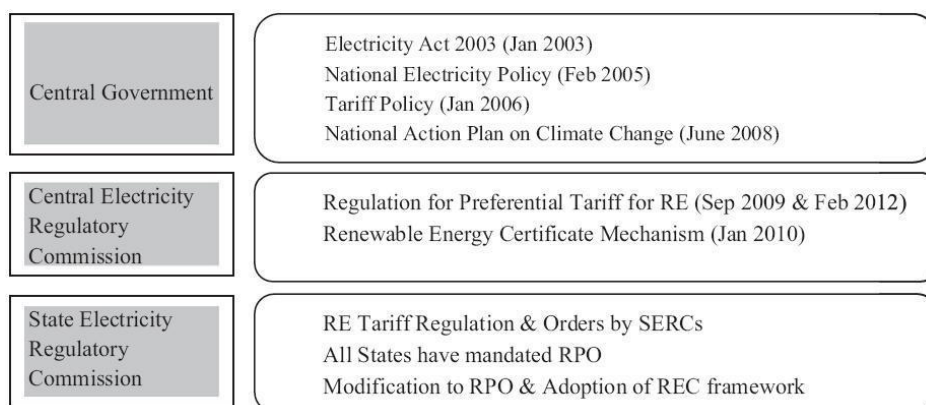 Central Government
Electricity Act 2003 (Jan 2003)
National Electricity Policy (Feb 2005)
Tariff Policy (Jan 2006)
National Action Plan on Climate Change (June 2008)
Central Electricity
Regulatory
Commission
Regulation for Preferential Tariff for RE (Sep 2009 & Feb 2012)
Renewable Energy Certificate Mechanism (Jan 2010)
State Electricity
Regulatory
Commission
RE Tariff Regulation & Orders by SERCs
All States have mandated RPO
Modification to RPO & Adoption of REC framework